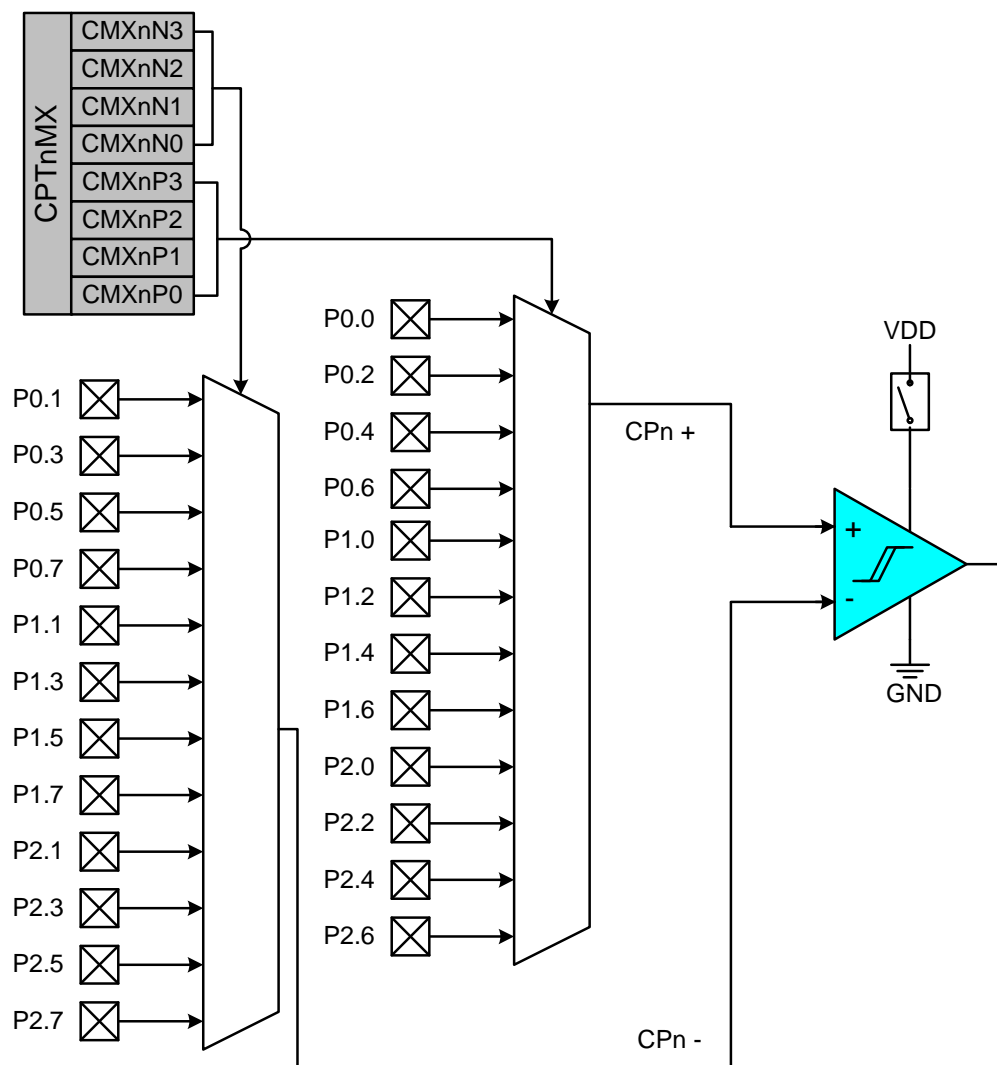 CPTnMX
CMXnN3
CMXnN2
CMXnN1
CMXnN0
CMXnP3
CMXnP2
CMXnP1
CMXnP0
P0.1
P0.3
P0.5
P0.7
P1.1
P1.3
P1.5
P1.7
P2.1
P2.3
P2.5
P2.7
P0.0
P0.2
P0.4
P0.6
P1.0
P1.2
P1.4
P1.6
P2.0
P2.2
P2.4
P2.6
CPn +
CPn -
VDD
+
-
GND